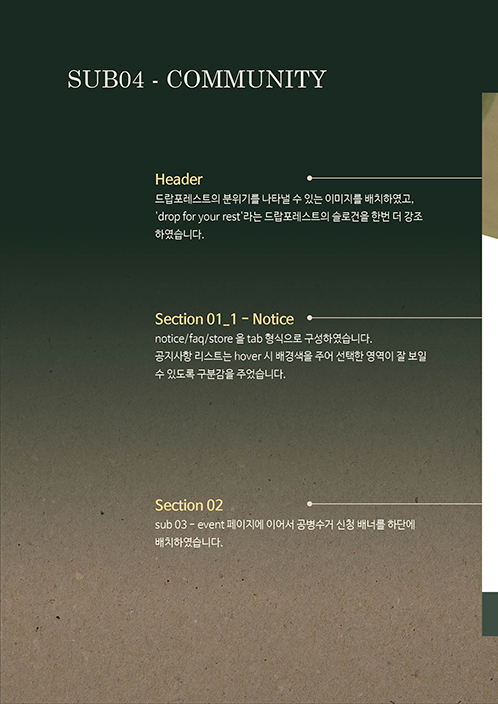 SUB04 - COMMUNITY
Header
드랍포레스트의 분위기를 나타낼 수 있는 이미지를 배치하였고,
'drop for your rest'라는 드랍포레스트의 슬로건을 한번 더 강조
하였습니다.
Section 01_1 - Notice
notice/faq/store 을 tab 형식으로 구성하였습니다.
공지사항 리스트는 hover 시 배경색을 주어 선택한 영역이 잘 보일
수 있도록 구분감을 주었습니다.
Section 02
sub 03 - event 페이지에 이어서 공병수거 신청 배너를 하단에
배치하였습니다.